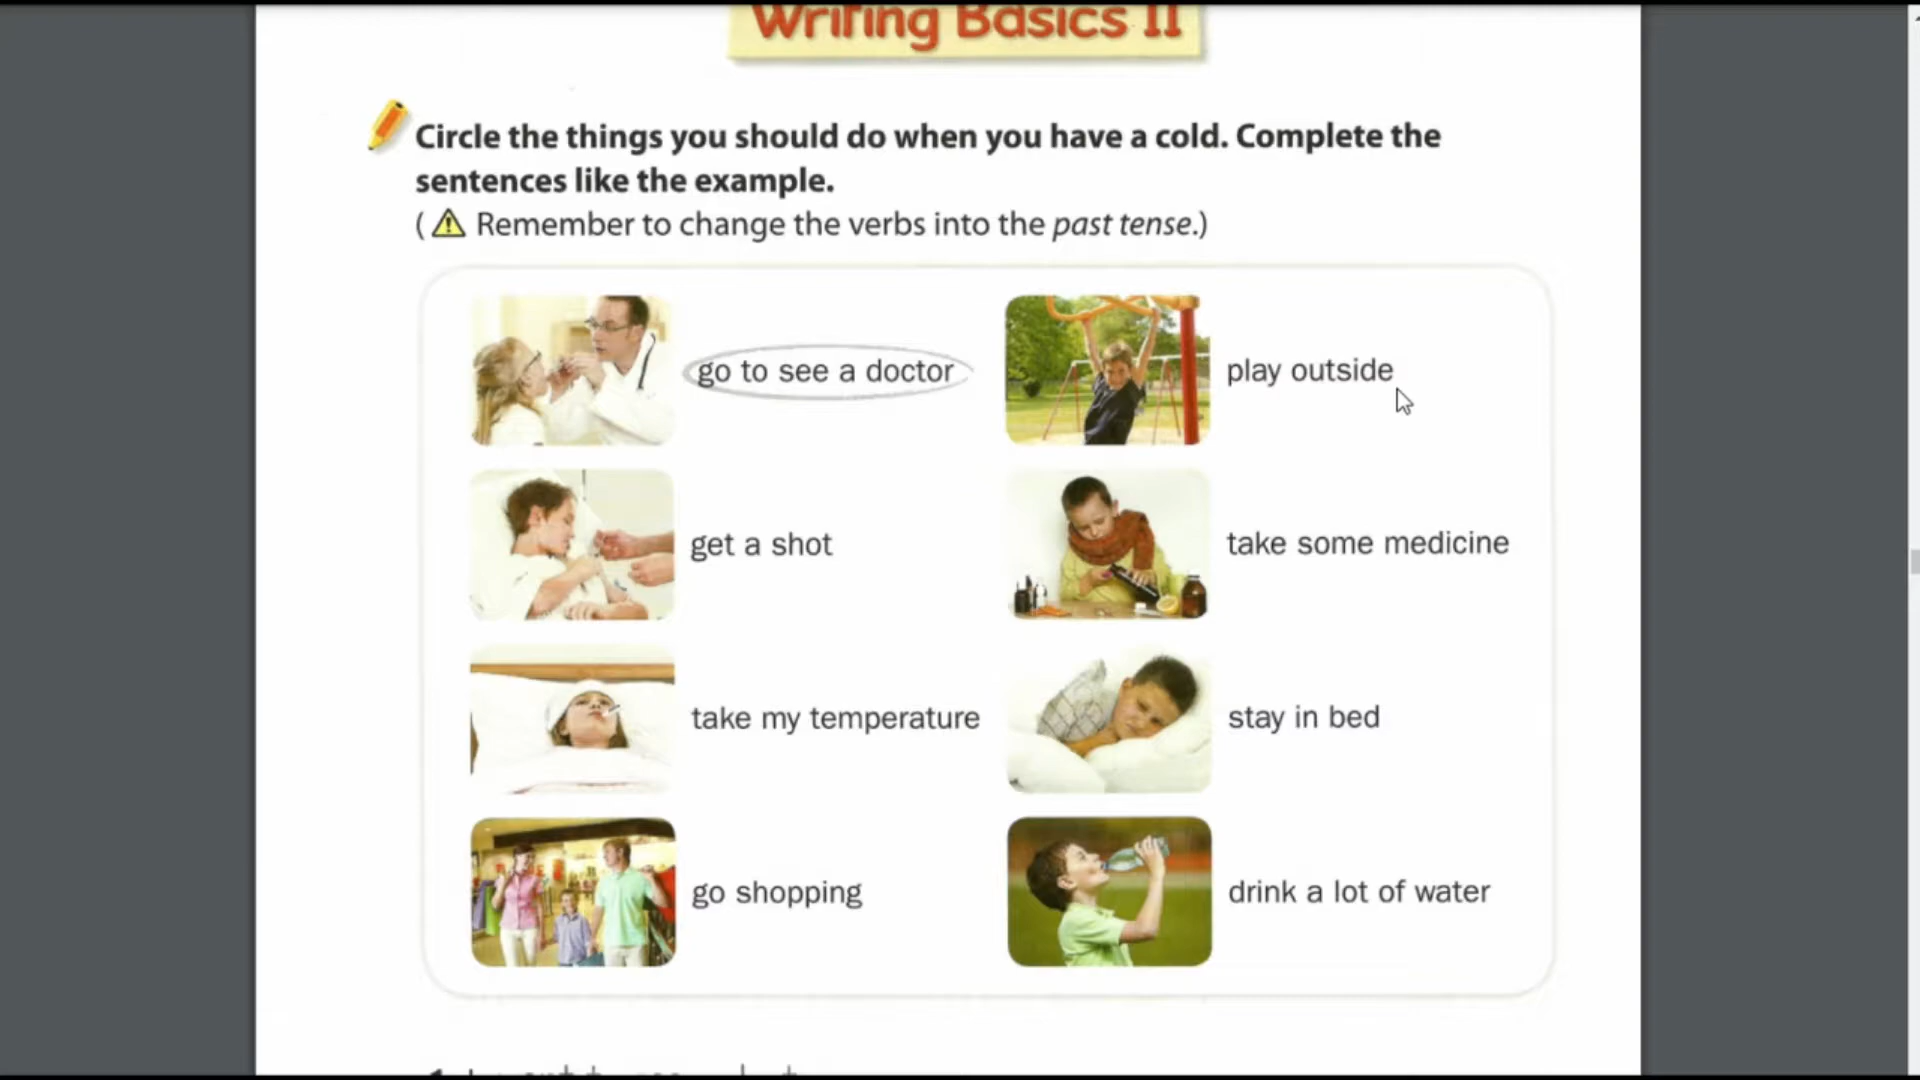 Writing Basics II
Circle the things you should do when you have a cold. Complete the
sentences like the example.
( Remember to change the verbs into the past tense.)
go to see a doctor
play outside
get a shot
take some medicine
take my temperature
stay in bed
go shopping
drink a lot of water